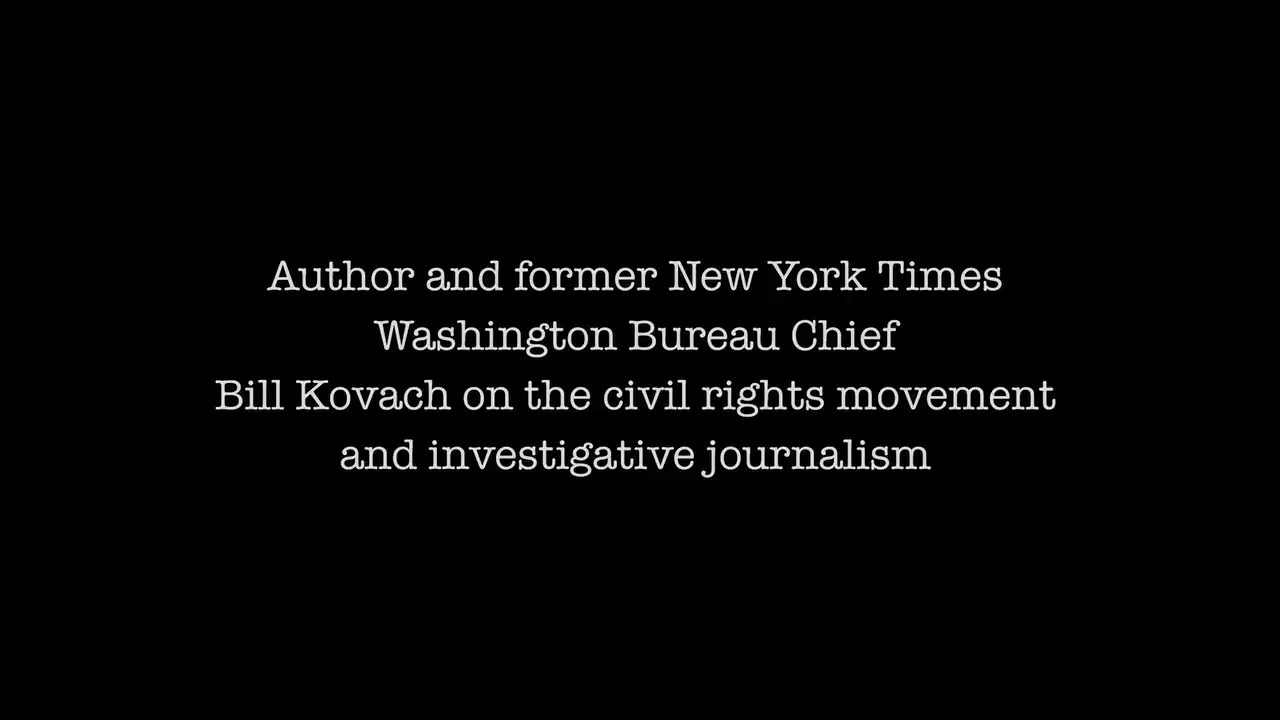 Author and former New York Times
Washington Bureau Chief
Bill Kovach on the civil rights movement
and investigative journalism